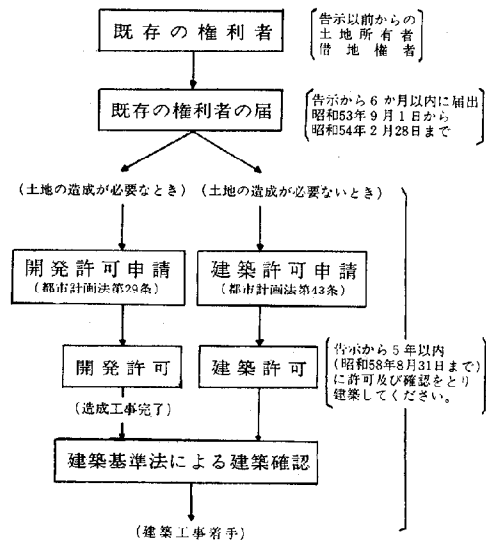 既存の権利者
告示以前からの
土地所有者
借地権者
既存の権利者の届
告示から6か月以内に届出
昭和53年9月1日から
昭和54年2月28日まで
(土地の造成が必要なとき)
(土地の造成が必要ないとき)
開発許可申請
(都市計画法第29条)
建築許可申請
(都市計画法第43条)
開発許可
建築許可
告示から5年以内
(昭和58年8月31日まで)
に許可及び確認をとり
建築してください。
(造成工事完了)
建築基準法による建築確認
(建築工事着手)